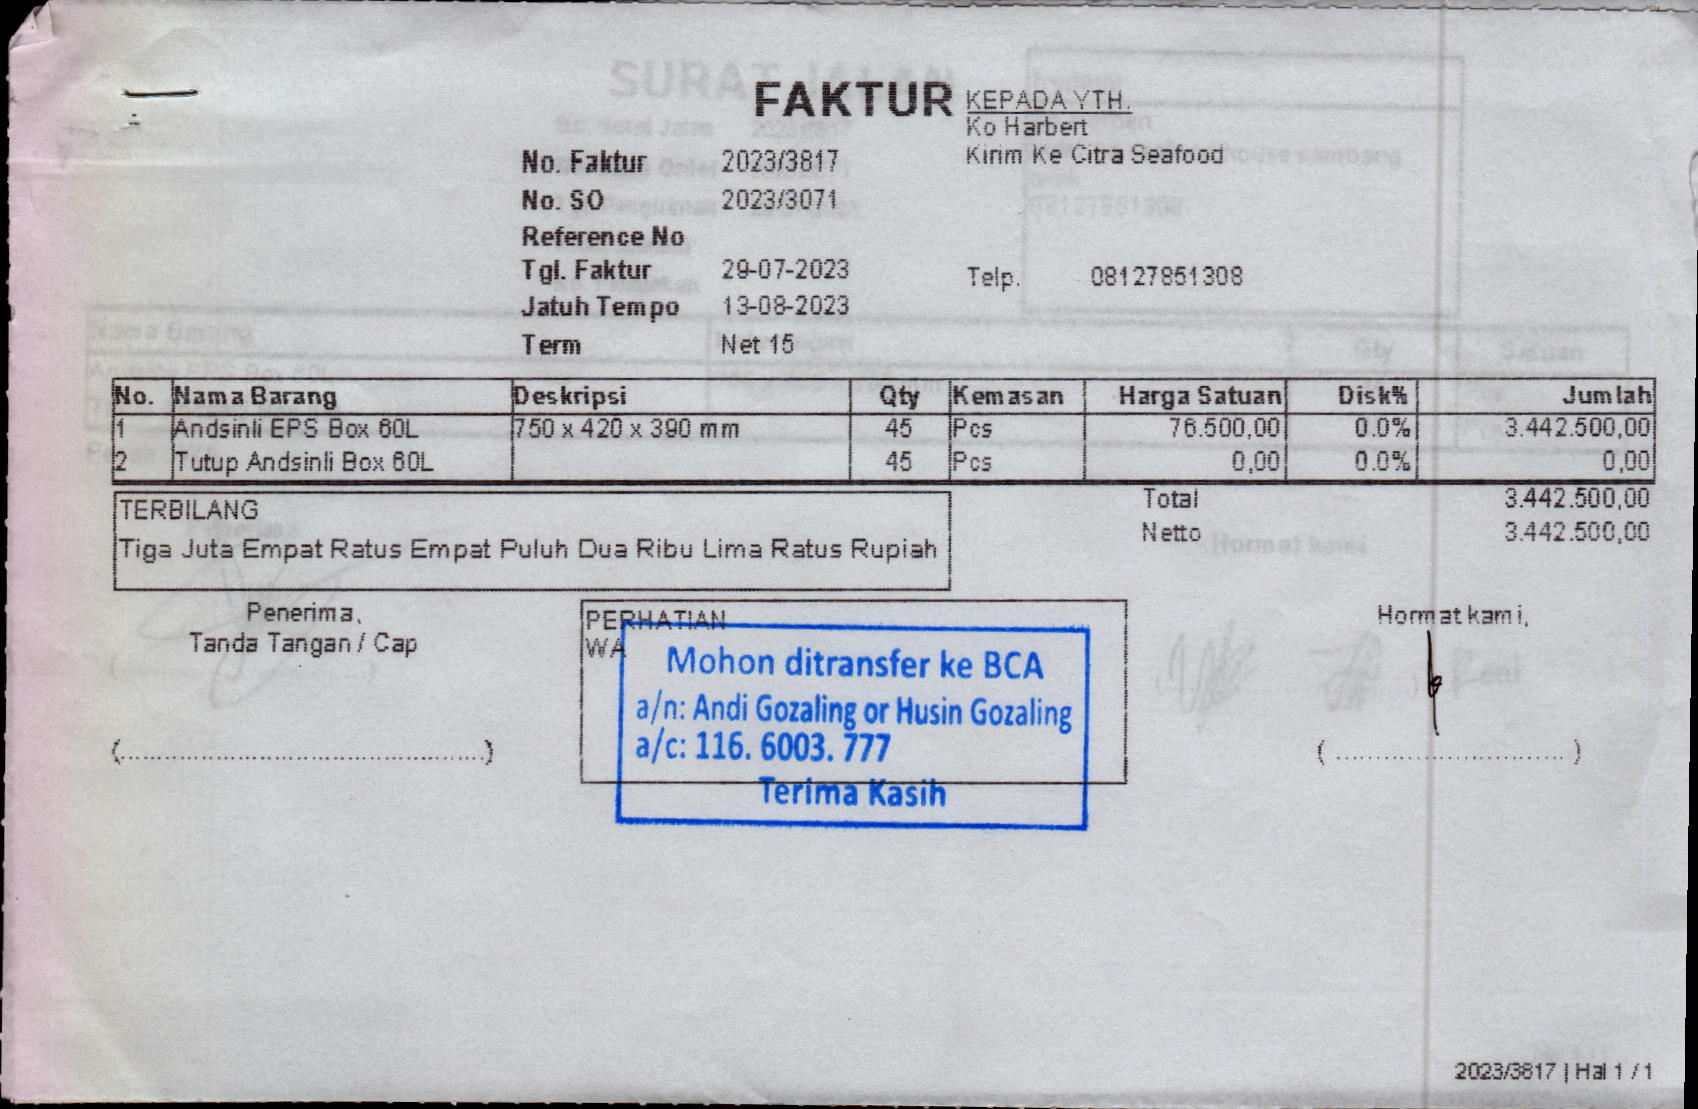 FAKTUR
KEPADA YTH.
Ko Harbert
Kirim Ke Citra Seafood
No. Faktur 2023/3817
No. SO 2023/3071
Reference No
Tgl. Faktur 29-07-2023
Telp. 08127851308
Jatuh Tempo 13-08-2023
Term Net 15
No. Nama Barang Deskripsi Qty Kemasan Harga Satuan Disk% Jumlah
1 Andsinli EPS Box 60L 750 x 420 x 390 mm 45 Pcs 76.500,00 0.0% 3.442.500,00
2 Tutup Andsinli Box 60L 45 Pcs 0,00 0.0% 0,00
TERBILANG
Tiga Juta Empat Ratus Empat Puluh Dua Ribu Lima Ratus Rupiah
Total 3.442.500,00
Netto 3.442.500,00
Penerima,
Tanda Tangan / Cap
(................................................)
PERHATIAN
WA
Mohon ditransfer ke BCA
a/n: Andi Gozaling or Husin Gozaling
a/c: 116. 6003. 777
Terima Kasih
Hormat kami,
(..............................)
2023/3817 | Hal 1 / 1